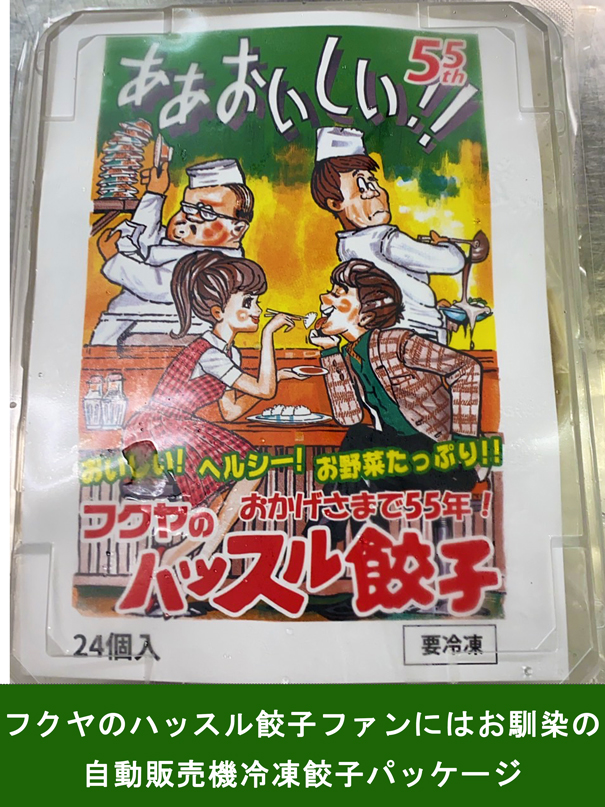 ああおいしい!!
55th
おいしい! ヘルシー! お野菜たっぷり!!
おかげさまで55年!
フクヤの
ハッスル餃子
24個入
要冷凍
フクヤのハッスル餃子ファンにはお馴染の
自動販売機冷凍餃子パッケージ